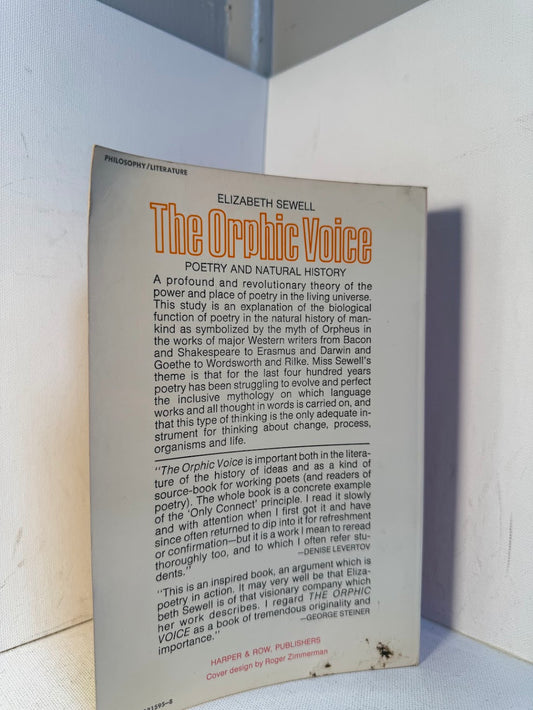 PHILOSOPHY/LITERATURE
ELIZABETH SEWELL
The Orphic Voice
POETRY AND NATURAL HISTORY
A profound and revolutionary theory of the
power and place of poetry in the living universe.
This study is an explanation of the biological
function of poetry in the natural history of man-
kind as symbolized by the myth of Orpheus in
the works of major Western writers from Bacon
and Shakespeare to Erasmus and Darwin and
Goethe to Wordsworth and Rilke. Miss Sewell's
theme is that for the last four hundred years
poetry has been struggling to evolve and perfect
the inclusive mythology on which language
works and all thought in words is carried on, and
that this type of thinking is the only adequate in-
strument for thinking about change, process,
organisms and life.
"The Orphic Voice is important both in the litera-
ture of the history of ideas and as a kind of
source-book for working poets (and readers of
poetry). The whole book is a concrete example
of the 'Only Connect' principle. I read it slowly
and with attention when I first got it and have
since often returned to dip into it for refreshment
or confirmation—but it is a work I mean to reread
thoroughly too, and to which I often refer stu-
dents."
—DENISE LEVERTOV
"This is an inspired book, an argument which is
poetry in action. It may very well be that Eliza-
beth Sewell is of that visionary company which
her work describes. I regard THE ORPHIC
VOICE as a book of tremendous originality and
importance."
—GEORGE STEINER
HARPER & ROW, PUBLISHERS
Cover design by Roger Zimmerman